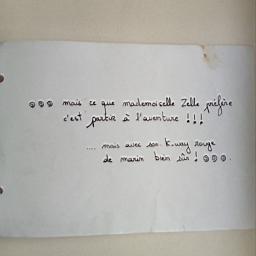 ☺☺☺ mais ce que mademoiselle Zelle préfère
c'est partir à l'aventure !!!
.... mais avec son K.way rouge
de marin bien sûr ! ☺☺☺.